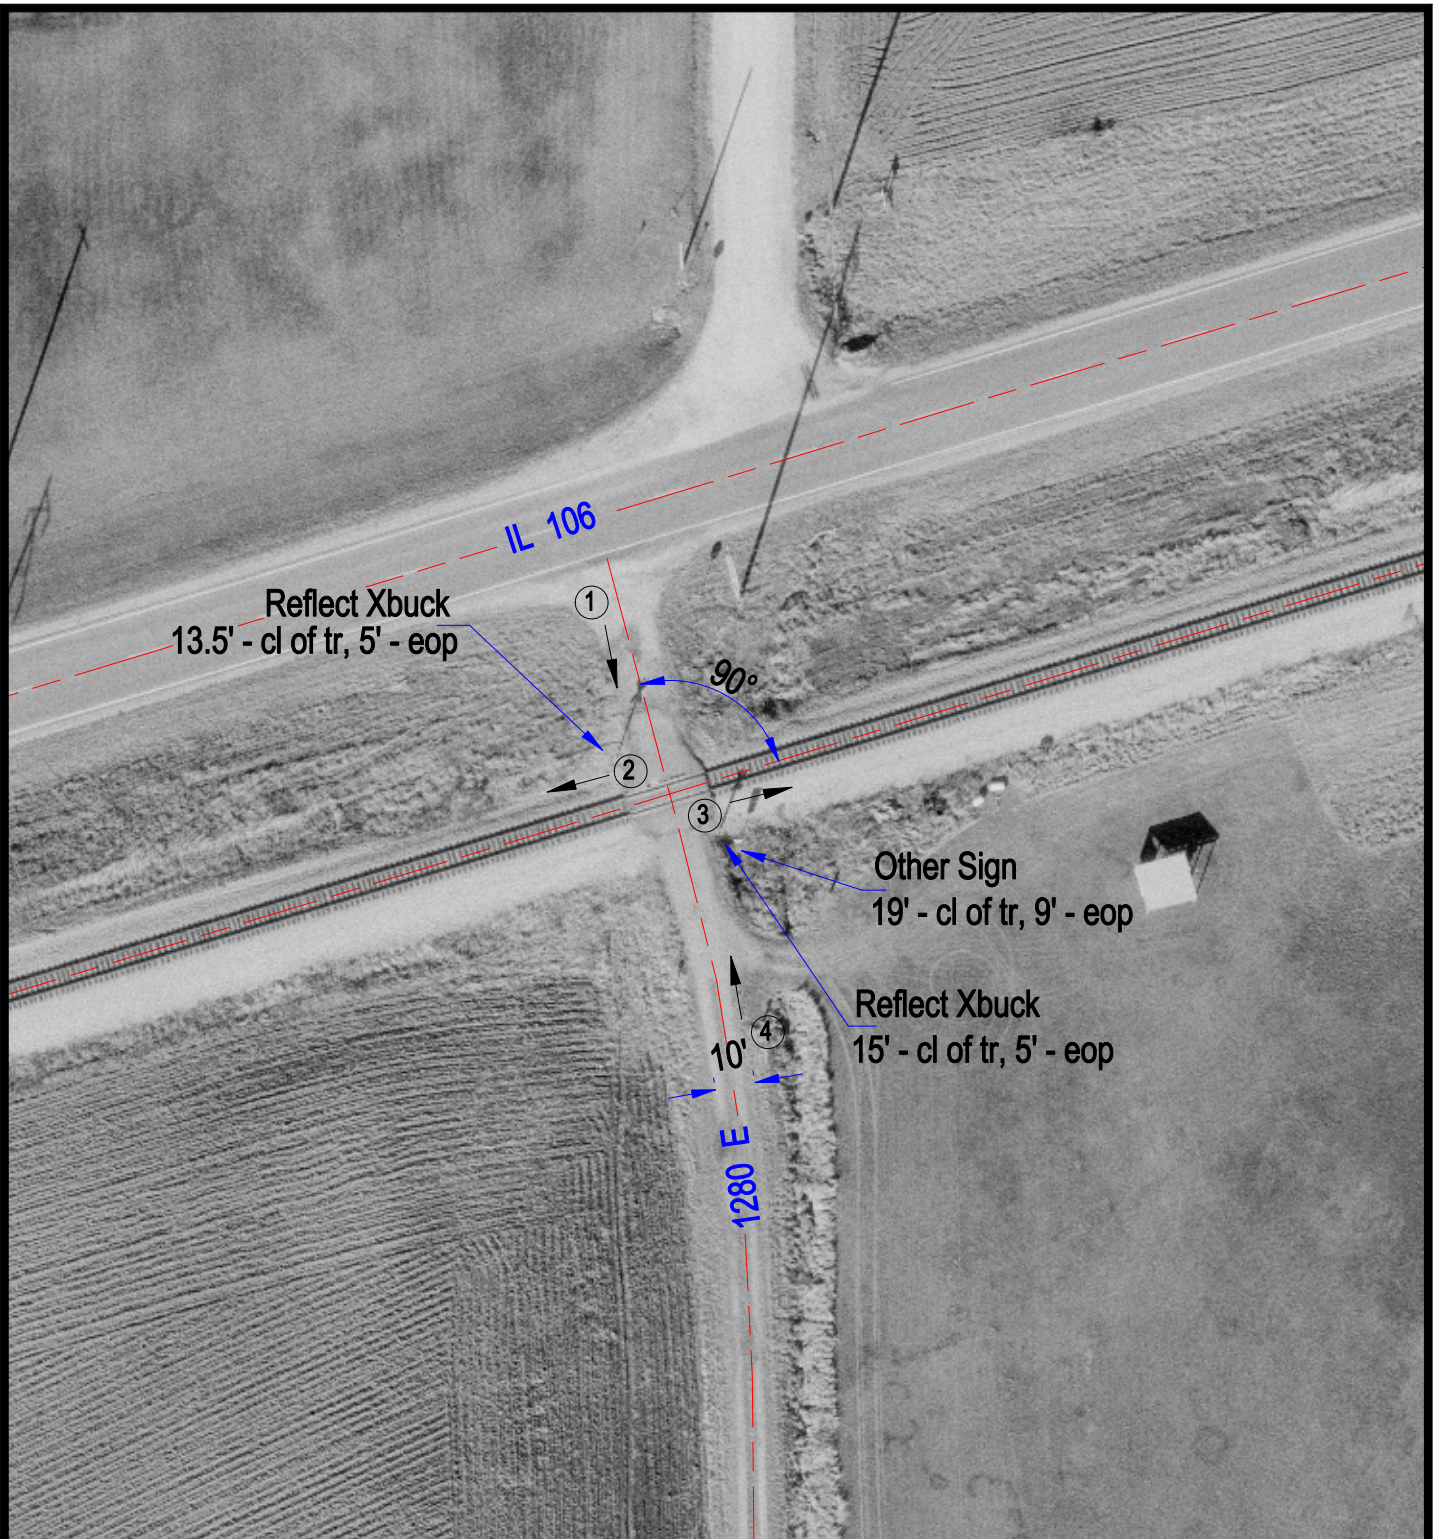 IL 106
1
Reflect Xbuck
13.5' - cl of tr, 5' - eop
90°
2
3
Other Sign
19' - cl of tr, 9' - eop
Reflect Xbuck
15' - cl of tr, 5' - eop
4
10'
1280 E